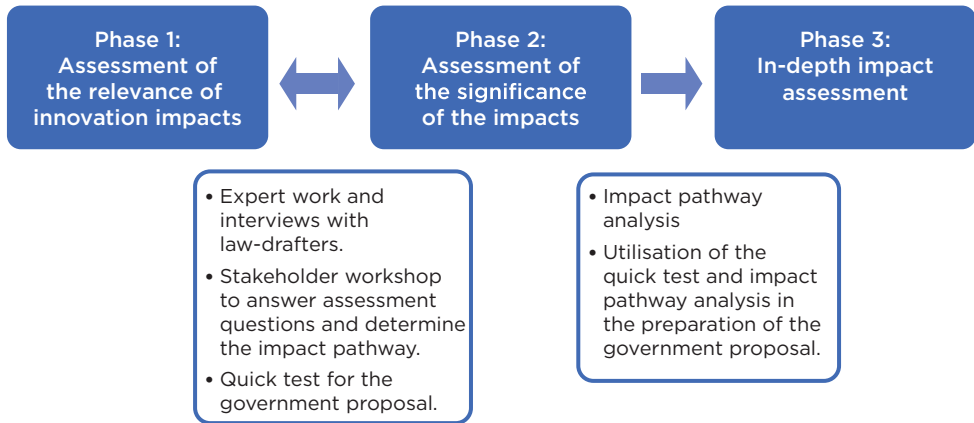 Phase 1:
Assessment of
the relevance of
innovation impacts
Phase 2:
Assessment of
the significance
of the impacts
Phase 3:
In-depth impact
assessment
• Expert work and
interviews with
law-drafters.
• Stakeholder workshop
to answer assessment
questions and determine
the impact pathway.
• Quick test for the
government proposal.
• Impact pathway
analysis
• Utilisation of the
quick test and impact
pathway analysis in
the preparation of the
government proposal.